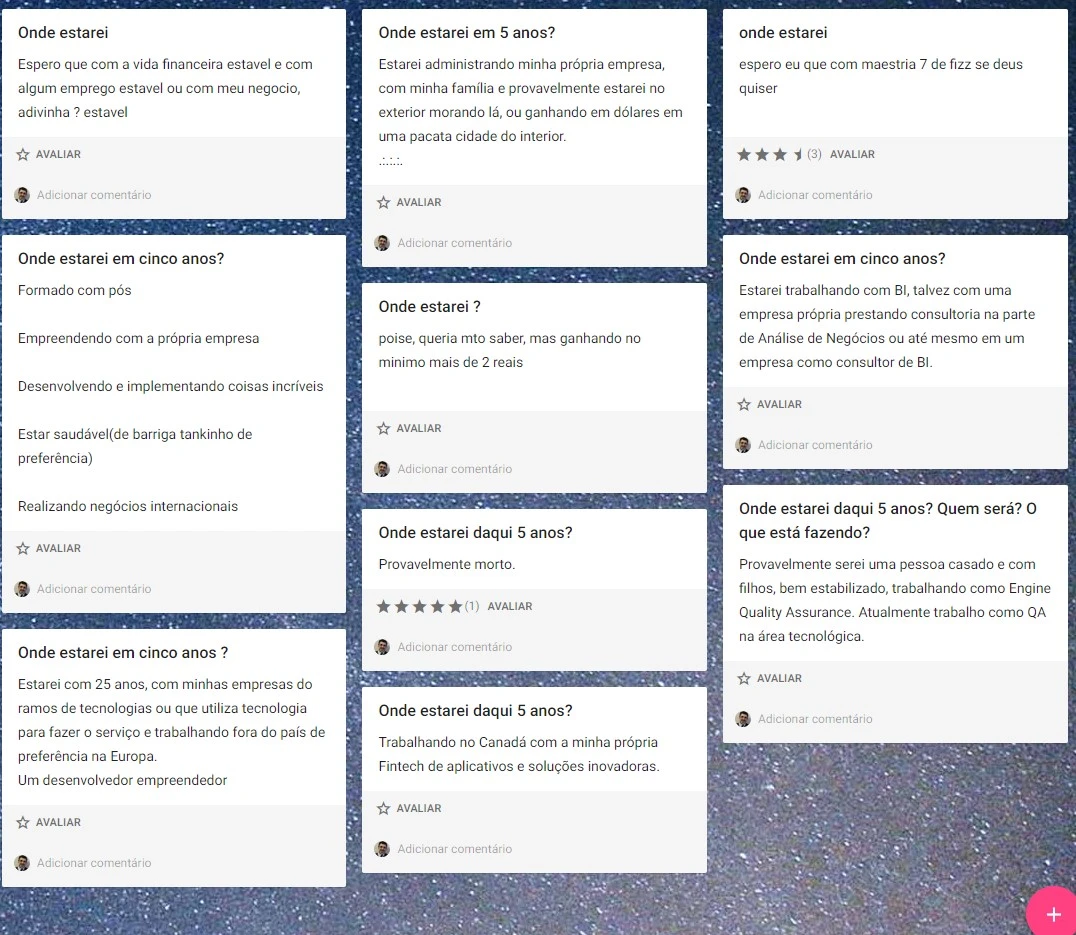 Onde estarei
Espero que com a vida financeira estavel e com
algum emprego estavel ou com meu negocio,
adivinha ? estavel
AVALIAR
Adicionar comentário
Onde estarei em cinco anos?
Formado com pós
Empreendendo com a própria empresa
Desenvolvendo e implementando coisas incríveis
Estar saudável(de barriga tankinho de
preferência)
Realizando negócios internacionais
AVALIAR
Adicionar comentário
Onde estarei em cinco anos ?
Estarei com 25 anos, com minhas empresas do
ramos de tecnologias ou que utiliza tecnologia
para fazer o serviço e trabalhando fora do país de
preferência na Europa.
Um desenvolvedor empreendedor
AVALIAR
Adicionar comentário
Onde estarei em 5 anos?
Estarei administrando minha própria empresa,
com minha família e provavelmente estarei no
exterior morando lá, ou ganhando em dólares em
uma pacata cidade do interior.
.:.:.:.
AVALIAR
Adicionar comentário
Onde estarei ?
poise, queria mto saber, mas ganhando no
minimo mais de 2 reais
AVALIAR
Adicionar comentário
Onde estarei daqui 5 anos?
Provavelmente morto.
(1) AVALIAR
Adicionar comentário
Onde estarei daqui 5 anos?
Trabalhando no Canadá com a minha própria
Fintech de aplicativos e soluções inovadoras.
AVALIAR
Adicionar comentário
onde estarei
espero eu que com maestria 7 de fizz se deus
quiser
(3) AVALIAR
Adicionar comentário
Onde estarei em cinco anos?
Estarei trabalhando com BI, talvez com uma
empresa própria prestando consultoria na parte
de Análise de Negócios ou até mesmo em um
empresa como consultor de BI.
AVALIAR
Adicionar comentário
Onde estarei daqui 5 anos? Quem será? O
que está fazendo?
Provavelmente serei uma pessoa casado e com
filhos, bem estabilizado, trabalhando como Engine
Quality Assurance. Atualmente trabalho como QA
na área tecnológica.
AVALIAR
Adicionar comentário
+